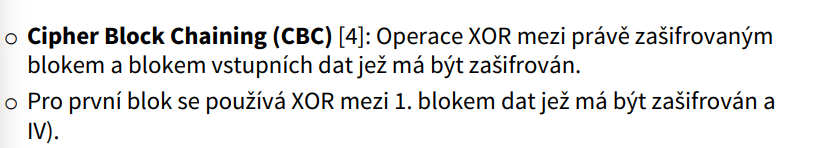 ○ Cipher Block Chaining (CBC) [4]: Operace XOR mezi právě zašifrovaným
blokem a blokem vstupních dat jež má být zašifrován.
○ Pro první blok se používá XOR mezi 1. blokem dat jež má být zašifrován a
IV).